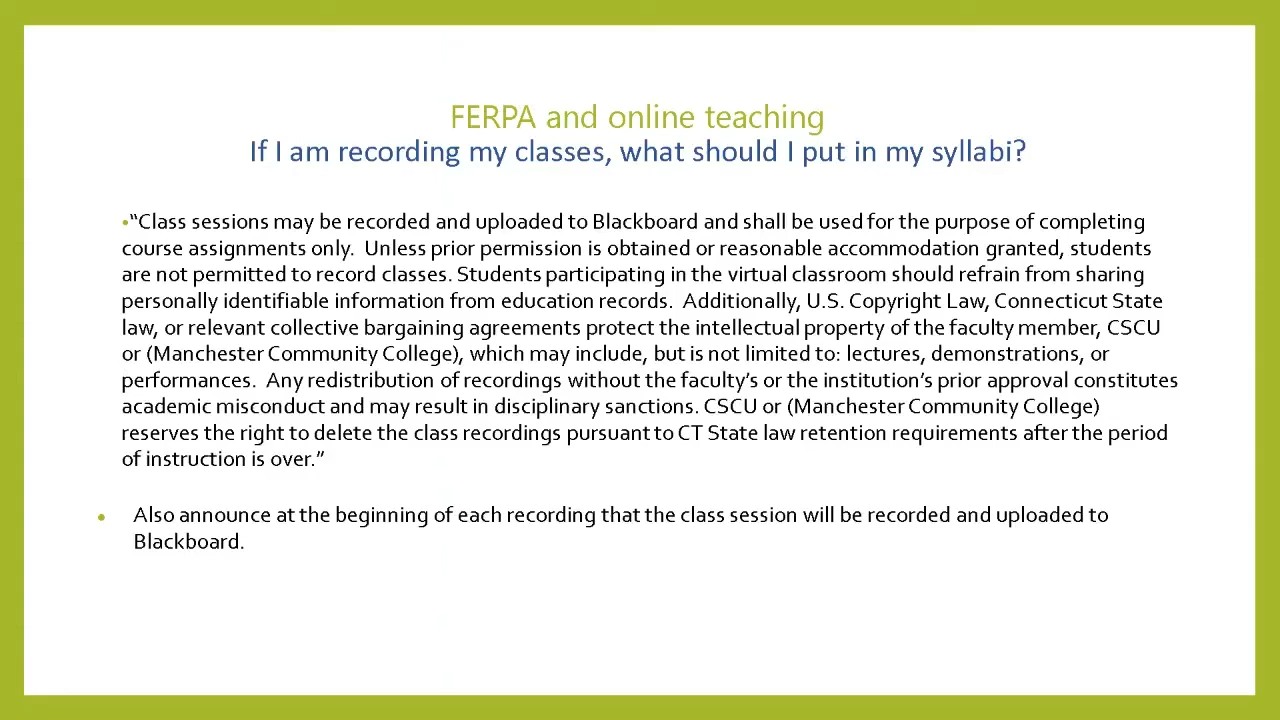 FERPA and online teaching
If I am recording my classes, what should I put in my syllabi?
•“Class sessions may be recorded and uploaded to Blackboard and shall be used for the purpose of completing
course assignments only.  Unless prior permission is obtained or reasonable accommodation granted, students
are not permitted to record classes. Students participating in the virtual classroom should refrain from sharing
personally identifiable information from education records.  Additionally, U.S. Copyright Law, Connecticut State
law, or relevant collective bargaining agreements protect the intellectual property of the faculty member, CSCU
or (Manchester Community College), which may include, but is not limited to: lectures, demonstrations, or
performances.  Any redistribution of recordings without the faculty’s or the institution’s prior approval constitutes
academic misconduct and may result in disciplinary sanctions. CSCU or (Manchester Community College)
reserves the right to delete the class recordings pursuant to CT State law retention requirements after the period
of instruction is over.”
• Also announce at the beginning of each recording that the class session will be recorded and uploaded to
Blackboard.